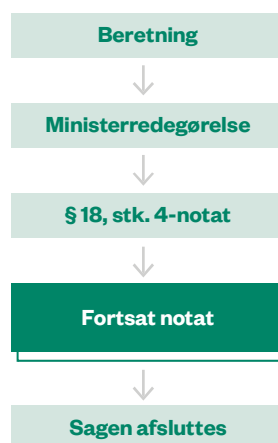 Beretning
Ministerredegørelse
§ 18, stk. 4-notat
Fortsat notat
Sagen afsluttes